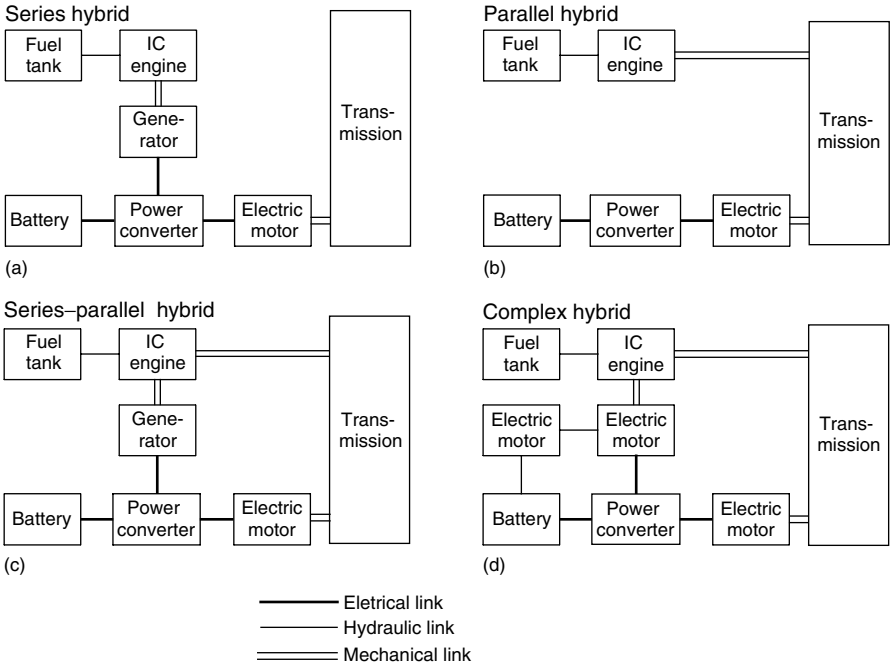 Series hybrid
Fuel
tank
IC
engine
Gene-
rator
Battery
Power
converter
Electric
motor
Trans-
mission
(a)
Parallel hybrid
Fuel
tank
IC
engine
Battery
Power
converter
Electric
motor
Trans-
mission
(b)
Series–parallel hybrid
Fuel
tank
IC
engine
Gene-
rator
Battery
Power
converter
Electric
motor
Trans-
mission
(c)
Complex hybrid
Fuel
tank
IC
engine
Electric
motor
Electric
motor
Battery
Power
converter
Electric
motor
Trans-
mission
(d)
Eletrical link
Hydraulic link
Mechanical link